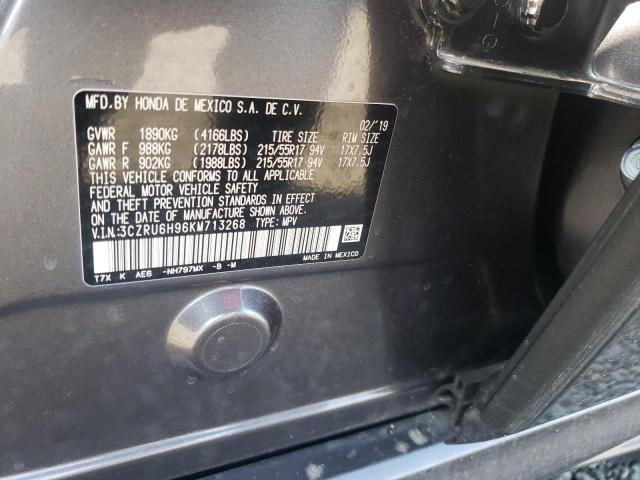 MFD.BY HONDA DE MEXICO S.A. DE C.V.
02/'19
GVWR 1890KG (4166LBS) TIRE SIZE RIM SIZE
GAWR F 988KG (2178LBS) 215/55R17 94V 17X7.5J
GAWR R 902KG (1988LBS) 215/55R17 94V 17X7.5J
THIS VEHICLE CONFORMS TO ALL APPLICABLE
FEDERAL MOTOR VEHICLE SAFETY
AND THEFT PREVENTION STANDARDS IN EFFECT
ON THE DATE OF MANUFACTURE SHOWN ABOVE.
V.I.N:3CZRU6H96KM713268 TYPE: MPV
T7X K AE6 -NH797MX -B -M
MADE IN MEXICO